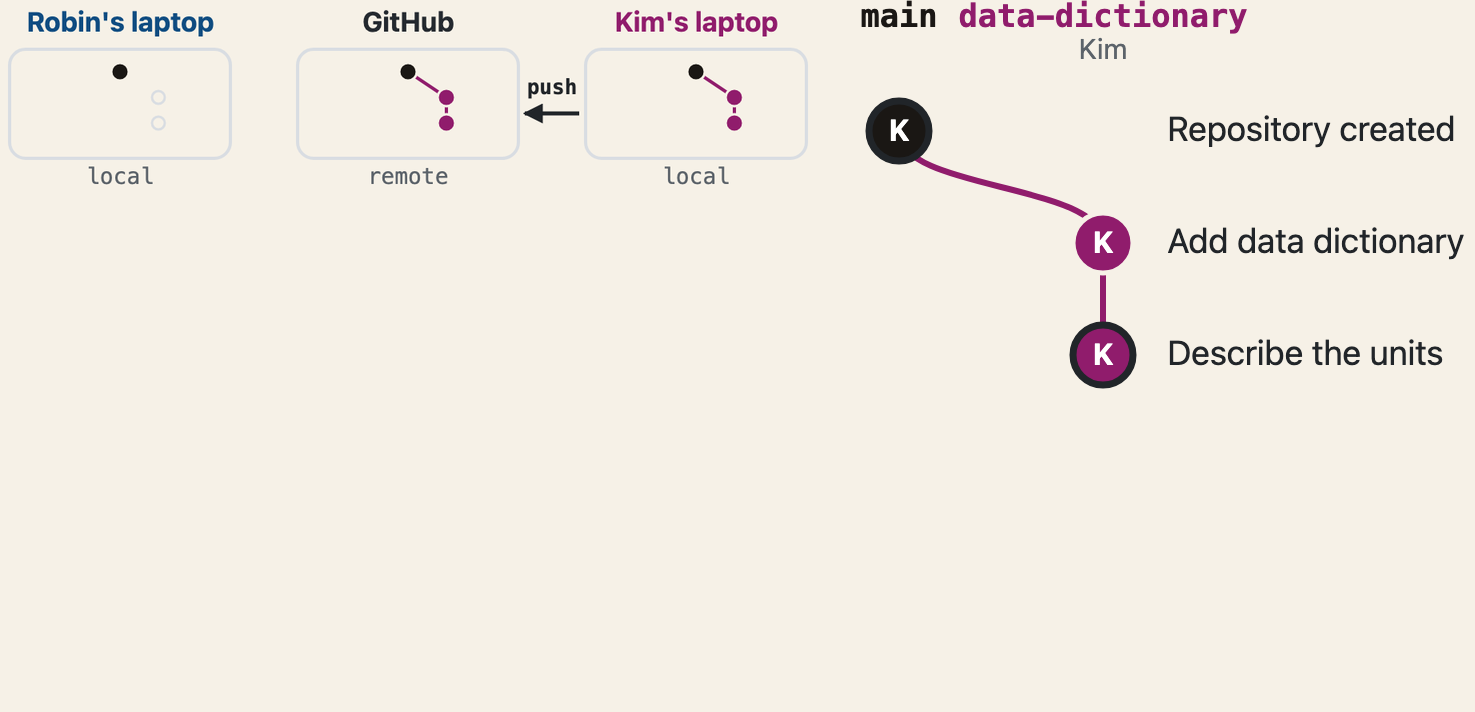 Robin's laptop
GitHub
Kim's laptop
push
local
remote
local
main data-dictionary
Kim
K Repository created
K Add data dictionary
K Describe the units